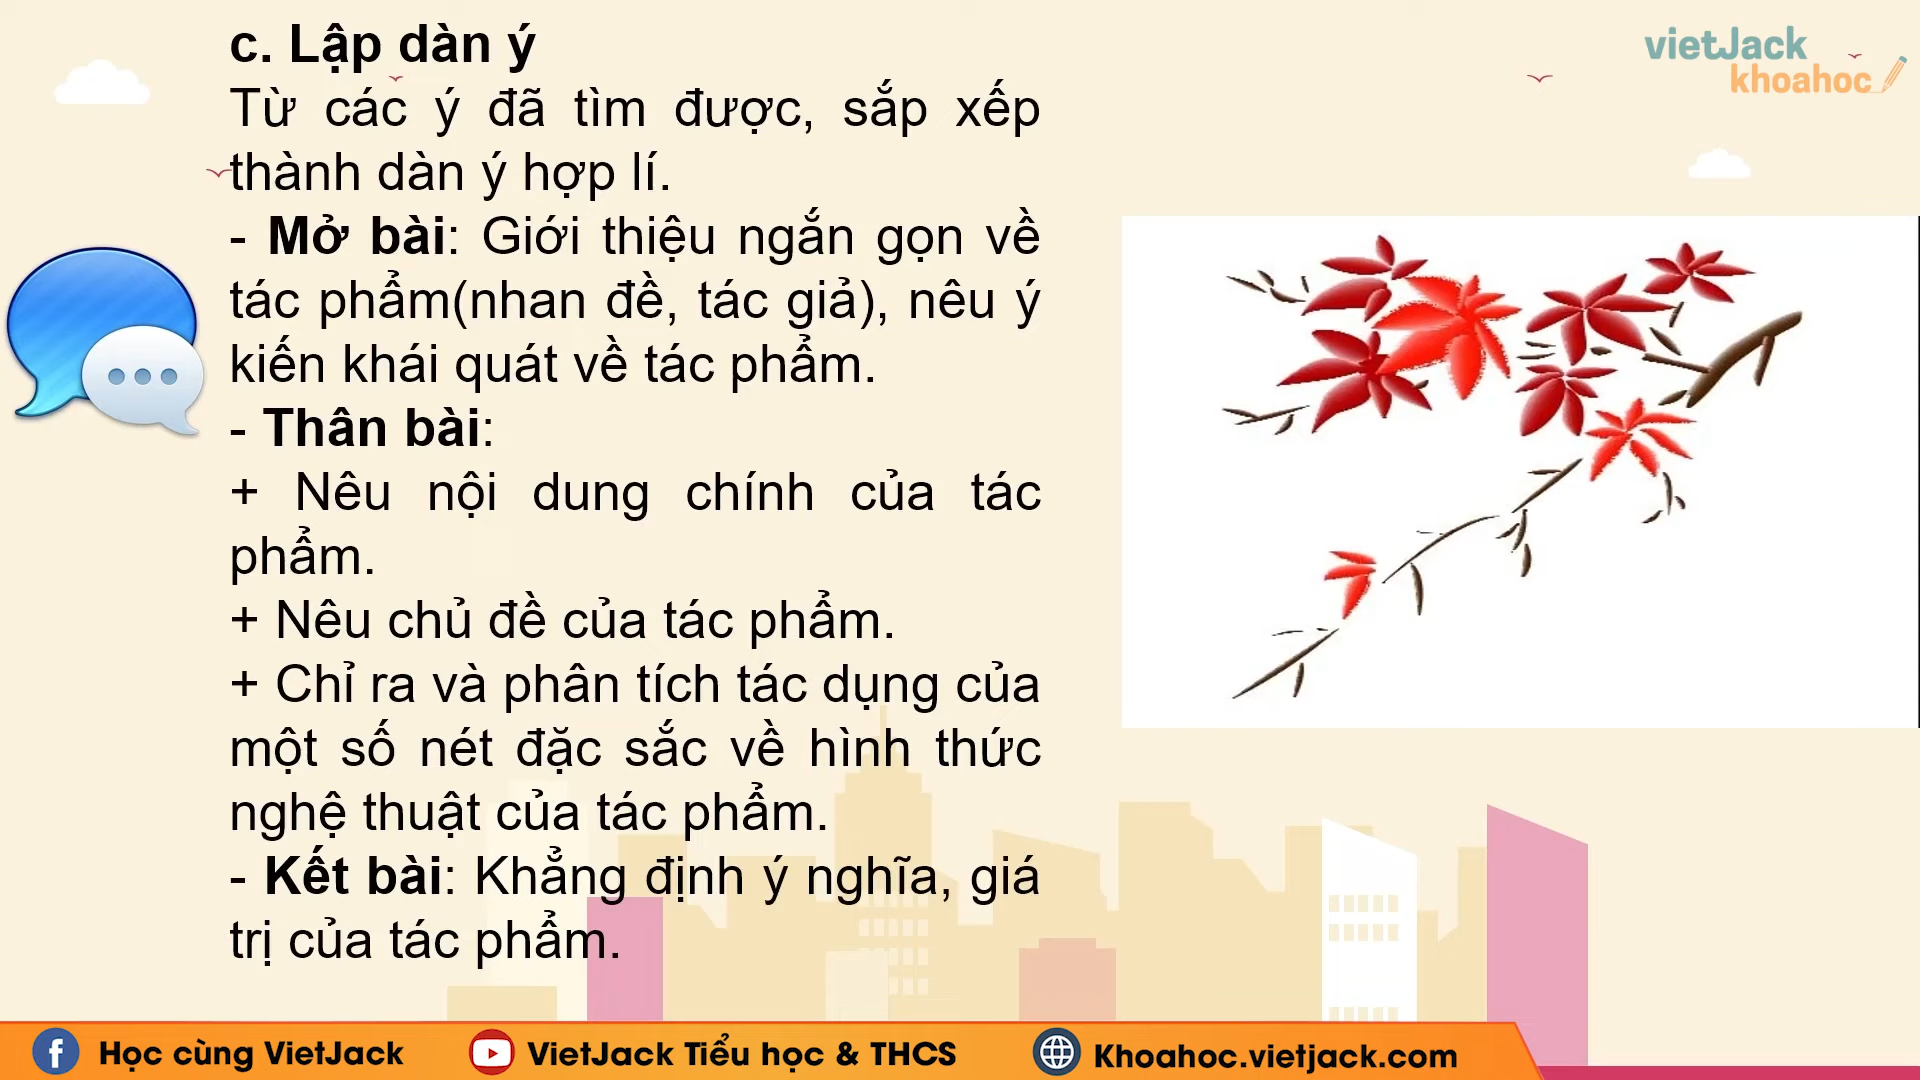 c. Lập dàn ý
Từ các ý đã tìm được, sắp xếp
thành dàn ý hợp lí.
- Mở bài: Giới thiệu ngắn gọn về
tác phẩm(nhan đề, tác giả), nêu ý
kiến khái quát về tác phẩm.
- Thân bài:
+ Nêu nội dung chính của tác
phẩm.
+ Nêu chủ đề của tác phẩm.
+ Chỉ ra và phân tích tác dụng của
một số nét đặc sắc về hình thức
nghệ thuật của tác phẩm.
- Kết bài: Khẳng định ý nghĩa, giá
trị của tác phẩm.
vietJack
khoahoc
Học cùng VietJack
VietJack Tiểu học & THCS
Khoahoc.vietjack.com